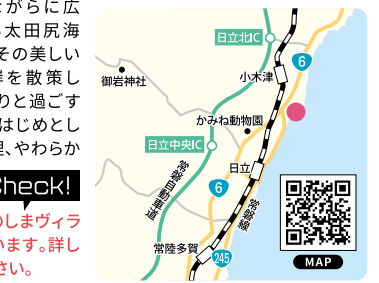 ながらに広
太田尻海
その美しい
岸を散策し
りと過ごす
はじめとし
理、やわらか
Check!
のしまヴィラ
います。詳し
さい。
日立北IC
6
御岩神社
小木津
かみね動物園
日立中央IC
日立
常磐自動車道
6
常磐線
常陸多賀
245
MAP